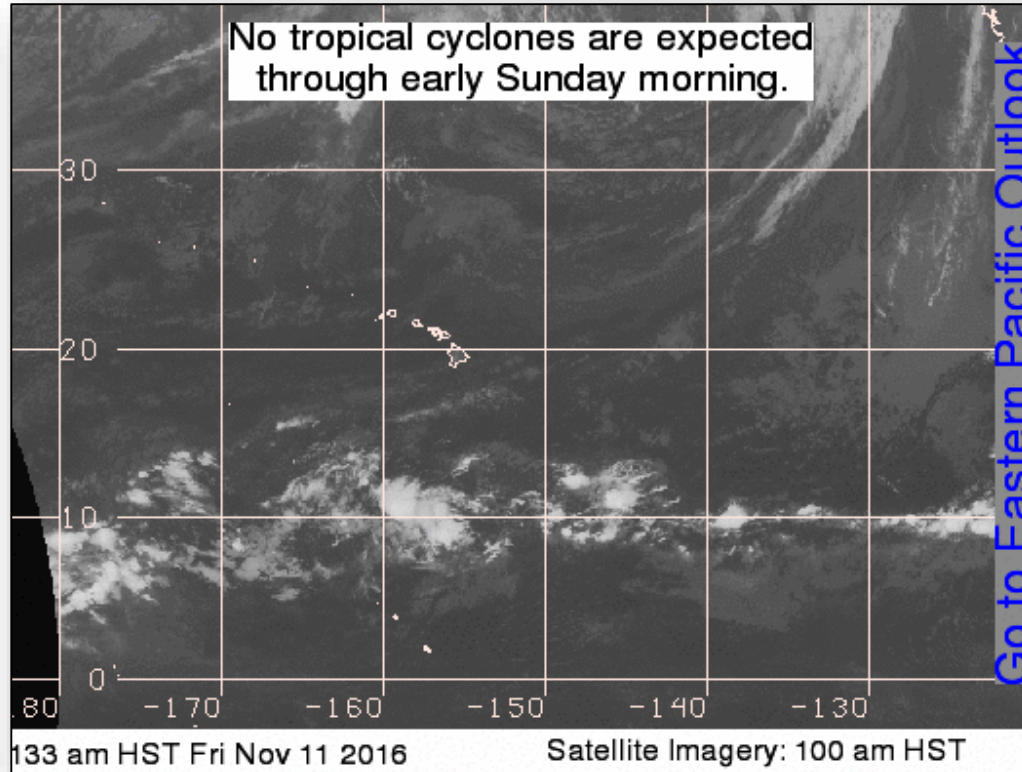 No tropical cyclones are expected
through early Sunday morning.
Go to Eastern Pacific Outlook
30
20
10
0
.80 -170 -160 -150 -140 -130
133 am HST Fri Nov 11 2016 Satellite Imagery: 100 am HST